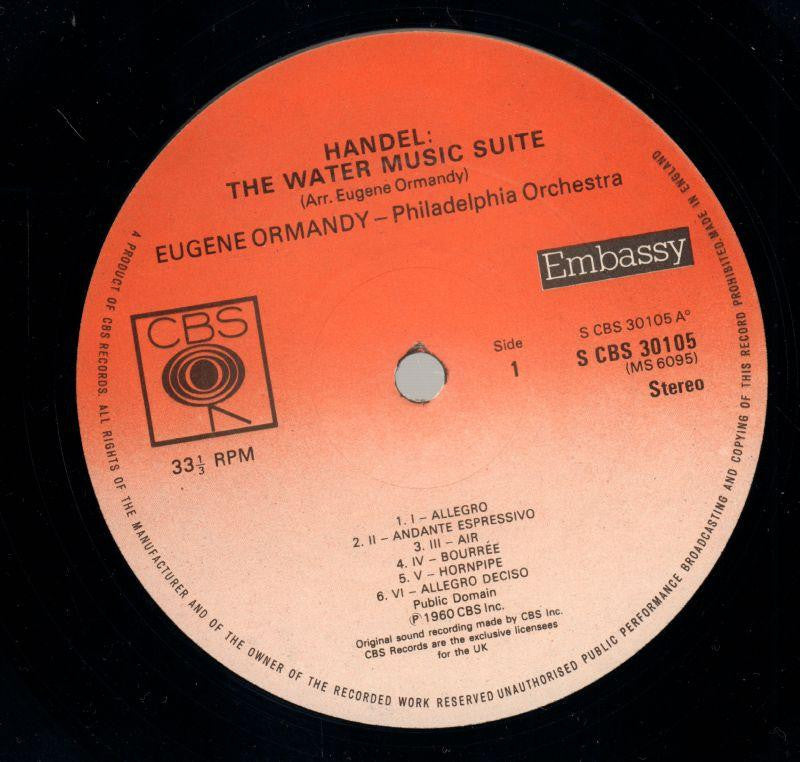 HANDEL:
THE WATER MUSIC SUITE
(Arr. Eugene Ormandy)
EUGENE ORMANDY – Philadelphia Orchestra
Embassy
CBS
33⅓ RPM
Side
1
S CBS 30105 A°
S CBS 30105
(MS 6095)
Stereo
1. I – ALLEGRO
2. II – ANDANTE ESPRESSIVO
3. III – AIR
4. IV – BOURRÉE
5. V – HORNPIPE
6. VI – ALLEGRO DECISO
Public Domain
℗ 1960 CBS Inc.
Original sound recording made by CBS Inc.
CBS Records are the exclusive licensees
for the UK
A PRODUCT OF CBS RECORDS. ALL RIGHTS OF THE MANUFACTURER AND OF THE OWNER OF THE RECORDED WORK RESERVED UNAUTHORISED PUBLIC PERFORMANCE BROADCASTING AND COPYING OF THIS RECORD PROHIBITED. MADE IN ENGLAND